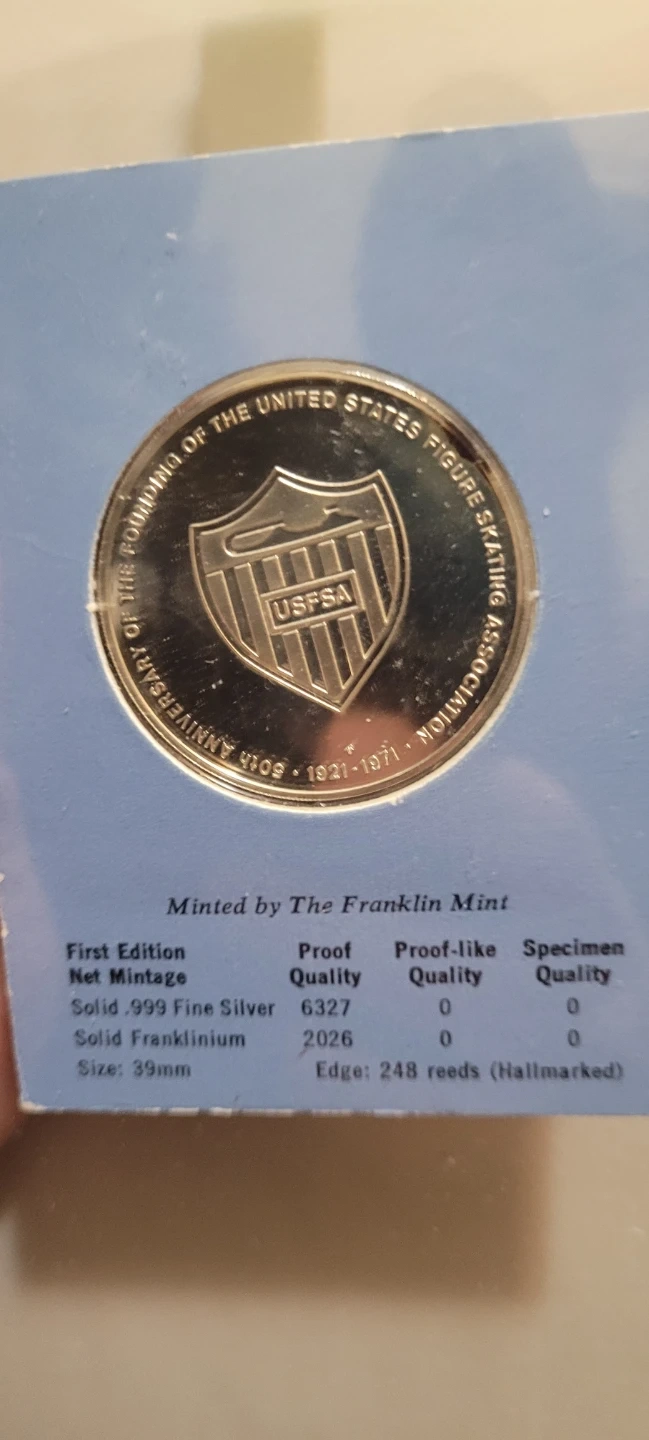 50th ANNIVERSARY OF THE FOUNDING OF THE UNITED STATES FIGURE SKATING ASSOCIATION · 1921-1971 ·
USFSA
Minted by The Franklin Mint
First Edition Proof Proof-like Specimen
Net Mintage Quality Quality Quality
Solid .999 Fine Silver 6327 0 0
Solid Franklinium 2026 0 0
Size: 39mm Edge: 248 reeds (Hallmarked)